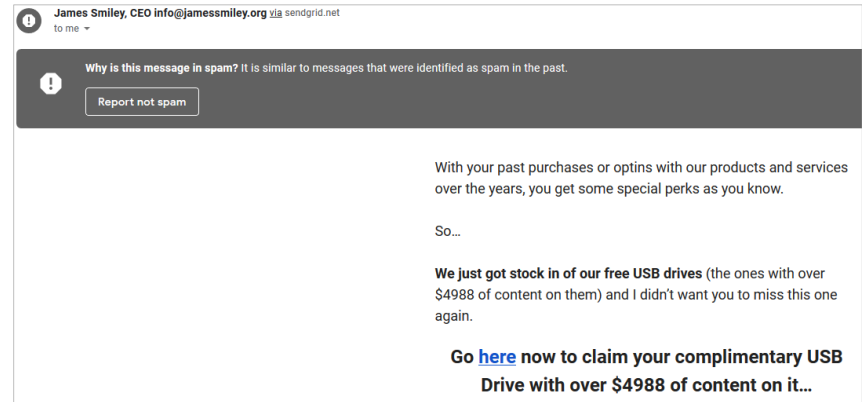 James Smiley, CEO info@jamessmiley.org via sendgrid.net
to me
Why is this message in spam? It is similar to messages that were identified as spam in the past.
Report not spam
With your past purchases or optins with our products and services
over the years, you get some special perks as you know.
So…
We just got stock in of our free USB drives (the ones with over
$4988 of content on them) and I didn't want you to miss this one
again.
Go here now to claim your complimentary USB
Drive with over $4988 of content on it…